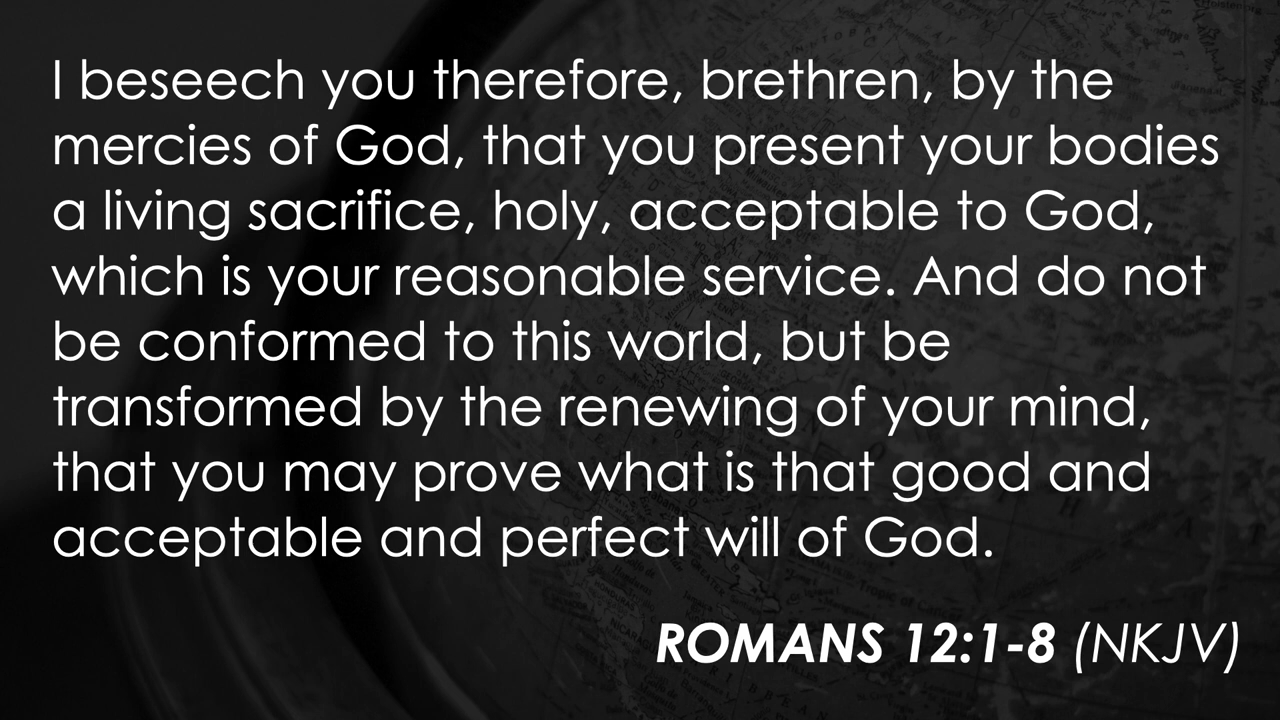 I beseech you therefore, brethren, by the
mercies of God, that you present your bodies
a living sacrifice, holy, acceptable to God,
which is your reasonable service. And do not
be conformed to this world, but be
transformed by the renewing of your mind,
that you may prove what is that good and
acceptable and perfect will of God.
ROMANS 12:1-8 (NKJV)